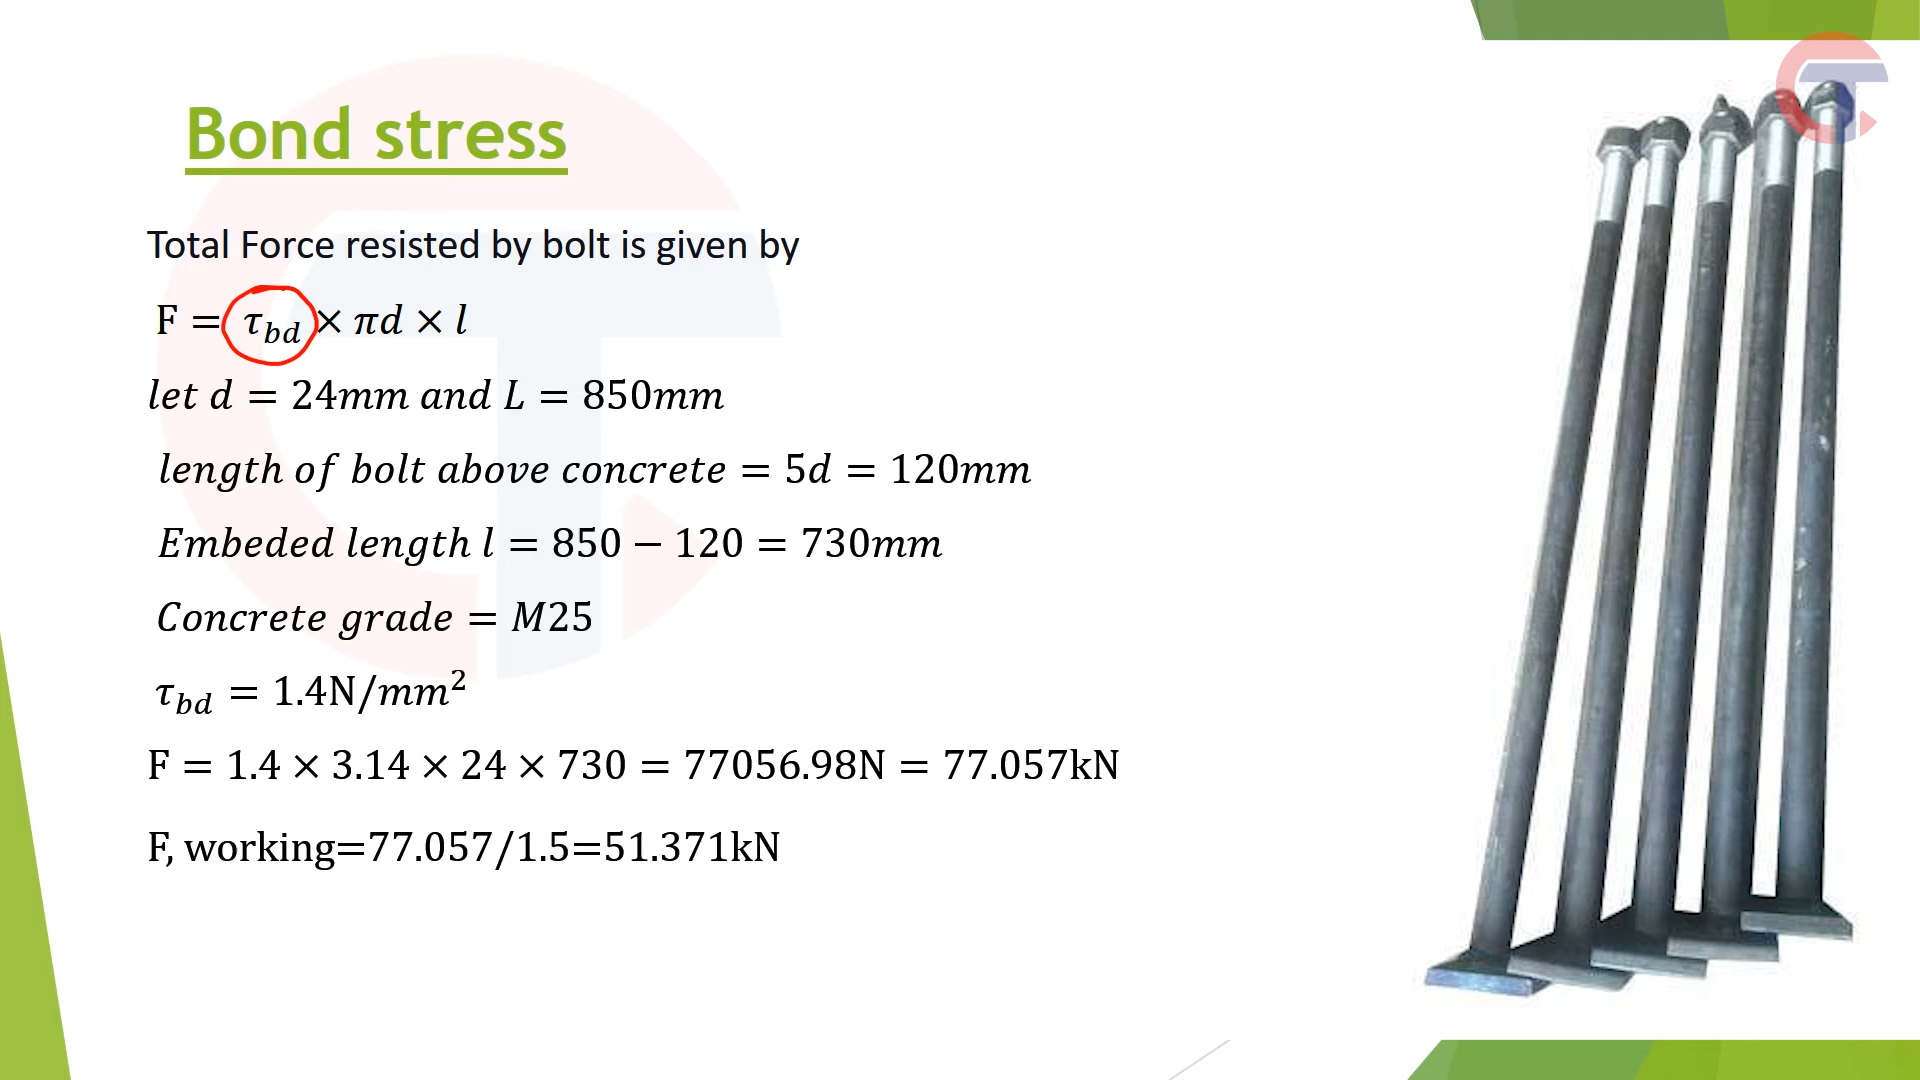 Bond stress
Total Force resisted by bolt is given by
F = τ_bd × πd × l
let d = 24mm and L = 850mm
length of bolt above concrete = 5d = 120mm
Embeded length l = 850 − 120 = 730mm
Concrete grade = M25
τ_bd = 1.4N/mm²
F = 1.4 × 3.14 × 24 × 730 = 77056.98N = 77.057kN
F, working=77.057/1.5=51.371kN